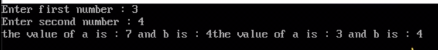 Enter first number : 3
Enter second number : 4
the value of a is : 7 and b is : 4the value of a is : 3 and b is : 4